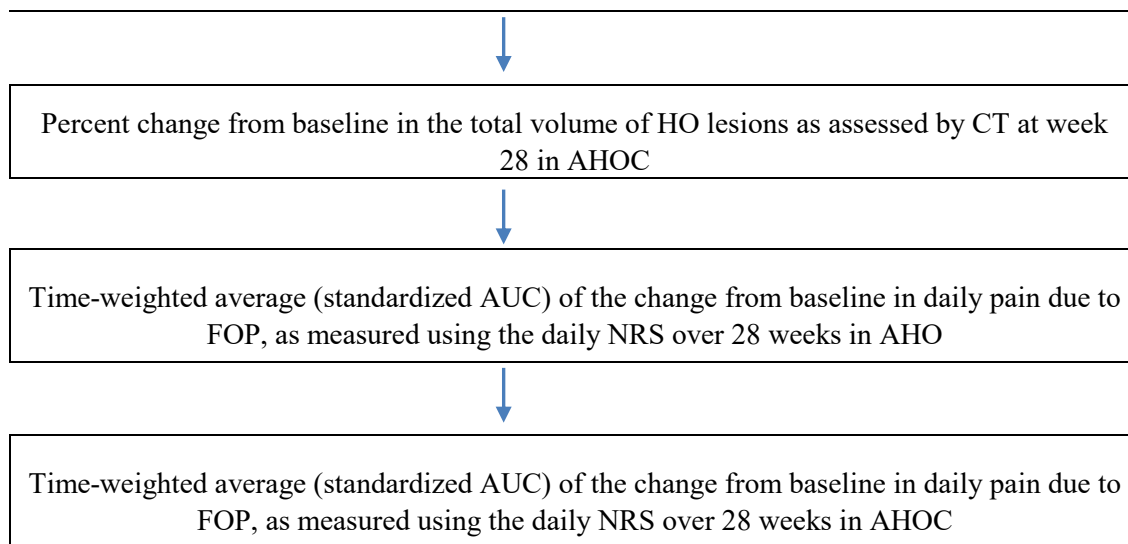 Percent change from baseline in the total volume of HO lesions as assessed by CT at week
28 in AHOC
Time-weighted average (standardized AUC) of the change from baseline in daily pain due to
FOP, as measured using the daily NRS over 28 weeks in AHO
Time-weighted average (standardized AUC) of the change from baseline in daily pain due to
FOP, as measured using the daily NRS over 28 weeks in AHOC